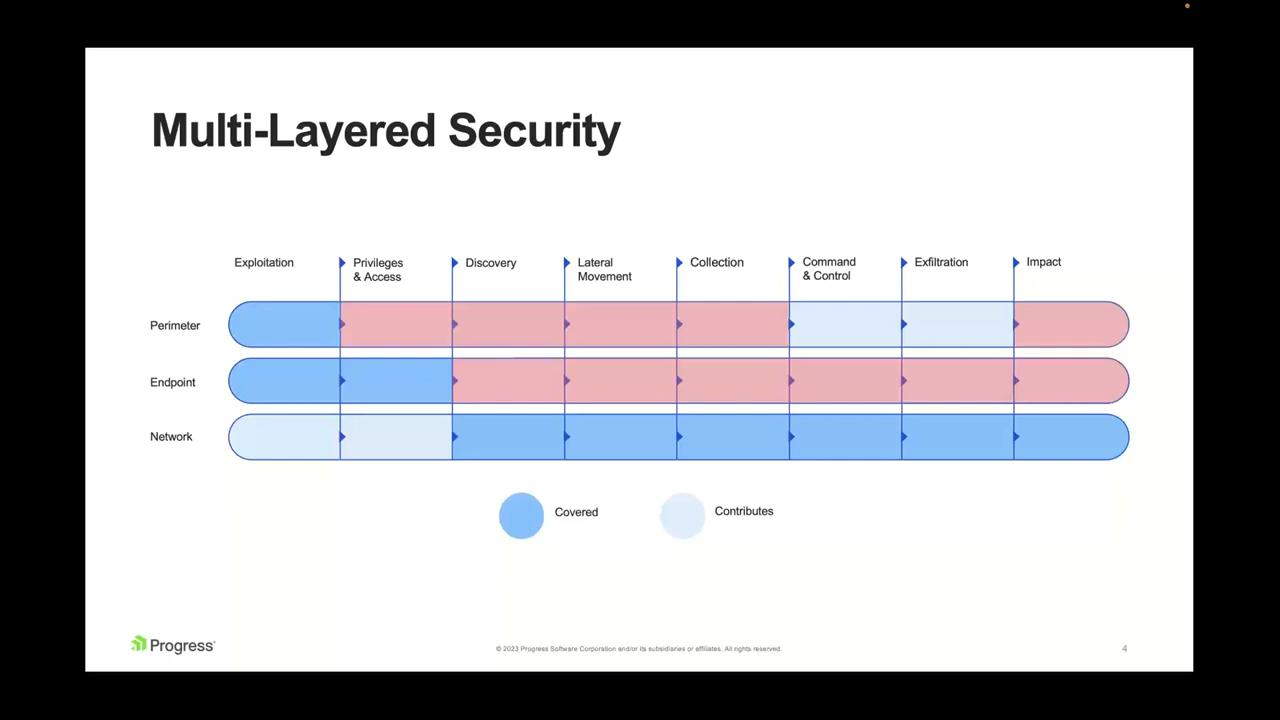 Multi-Layered Security
Exploitation
Privileges
& Access
Discovery
Lateral
Movement
Collection
Command
& Control
Exfiltration
Impact
Perimeter
Endpoint
Network
Covered
Contributes
Progress
© 2023 Progress Software Corporation and/or its subsidiaries or affiliates. All rights reserved.
4